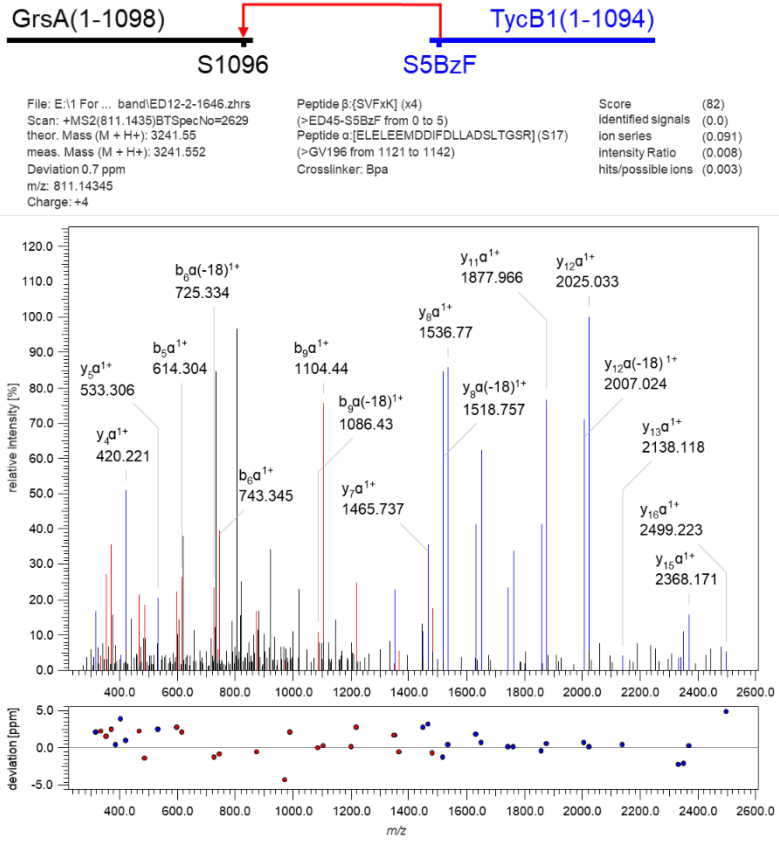 GrsA(1-1098)
TycB1(1-1094)
S1096
S5BzF
File: E:\1 For ... band\ED12-2-1646.zhrs
Scan: +MS2(811.1435)BTSpecNo=2629
theor. Mass (M + H+): 3241.55
meas. Mass (M + H+): 3241.552
Deviation 0.7 ppm
m/z: 811.14345
Charge: +4
Peptide β:{SVFxK] (x4)
(>ED45-S5BzF from 0 to 5)
Peptide α:[ELELEEMDDIFDLLADSLTGSR] (S17)
(>GV196 from 1121 to 1142)
Crosslinker: Bpa
Score (82)
identified signals (0.0)
ion series (0.091)
intensity Ratio (0.008)
hits/possible ions (0.003)
relative Intensity [%]
120.0
110.0
100.0
90.0
80.0
70.0
60.0
50.0
40.0
30.0
20.0
10.0
0.0
y₄α¹⁺
420.221
y₅α¹⁺
533.306
b₅α¹⁺
614.304
b₆α(-18)¹⁺
725.334
b₆α¹⁺
743.345
b₉α¹⁺
1104.44
b₉α(-18)¹⁺
1086.43
y₇α¹⁺
1465.737
y₈α¹⁺
1536.77
y₈α(-18)¹⁺
1518.757
y₁₁α¹⁺
1877.966
y₁₂α¹⁺
2025.033
y₁₂α(-18) ¹⁺
2007.024
y₁₃α¹⁺
2138.118
y₁₆α¹⁺
2499.223
y₁₅α¹⁺
2368.171
400.0 600.0 800.0 1000.0 1200.0 1400.0 1600.0 1800.0 2000.0 2200.0 2400.0 2600.0
deviation [ppm]
5.0
0.0
-5.0
400.0 600.0 800.0 1000.0 1200.0 1400.0 1600.0 1800.0 2000.0 2200.0 2400.0 2600.0
m/z